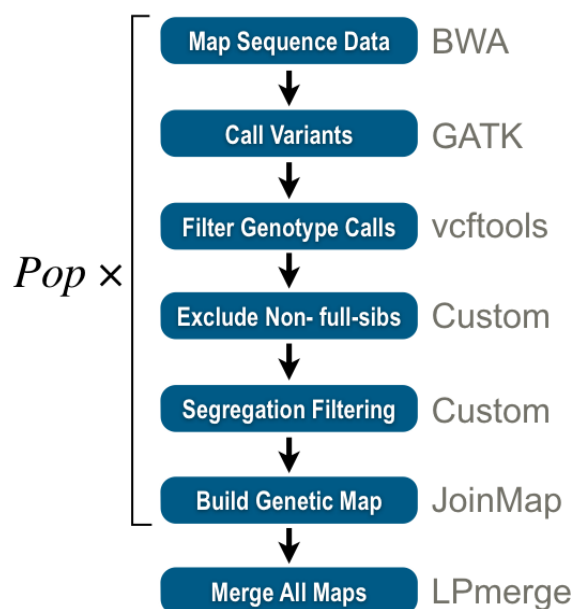 Map Sequence Data BWA
Call Variants GATK
Filter Genotype Calls vcftools
Pop ×
Exclude Non- full-sibs Custom
Segregation Filtering Custom
Build Genetic Map JoinMap
Merge All Maps LPmerge